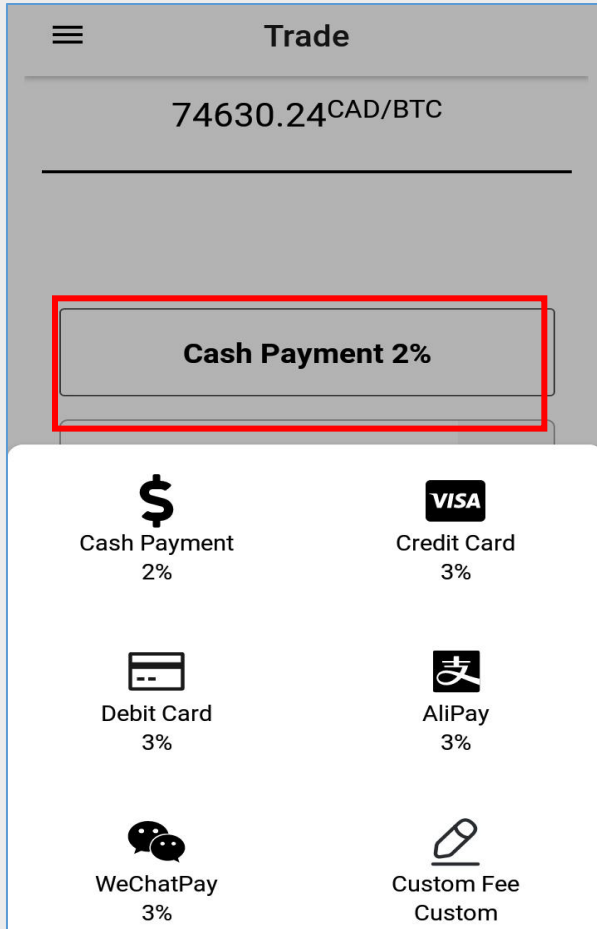 Trade
74630.24CAD/BTC
Cash Payment 2%
$
VISA
Cash Payment
Credit Card
2%
3%
支
Debit Card
AliPay
3%
3%
WeChatPay
Custom Fee
3%
Custom